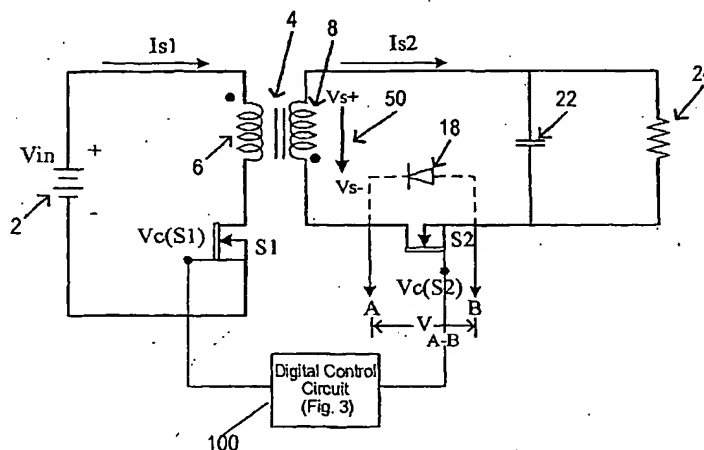 4
8
Is1
Is2
24
Vs+
50
22
18
Vin
+
6
Vs-
2
-
Vc(S1)
S1
S2
Vc(S2)
A
B
V
A-B
Digital Control
Circuit
(Fig. 3)
100